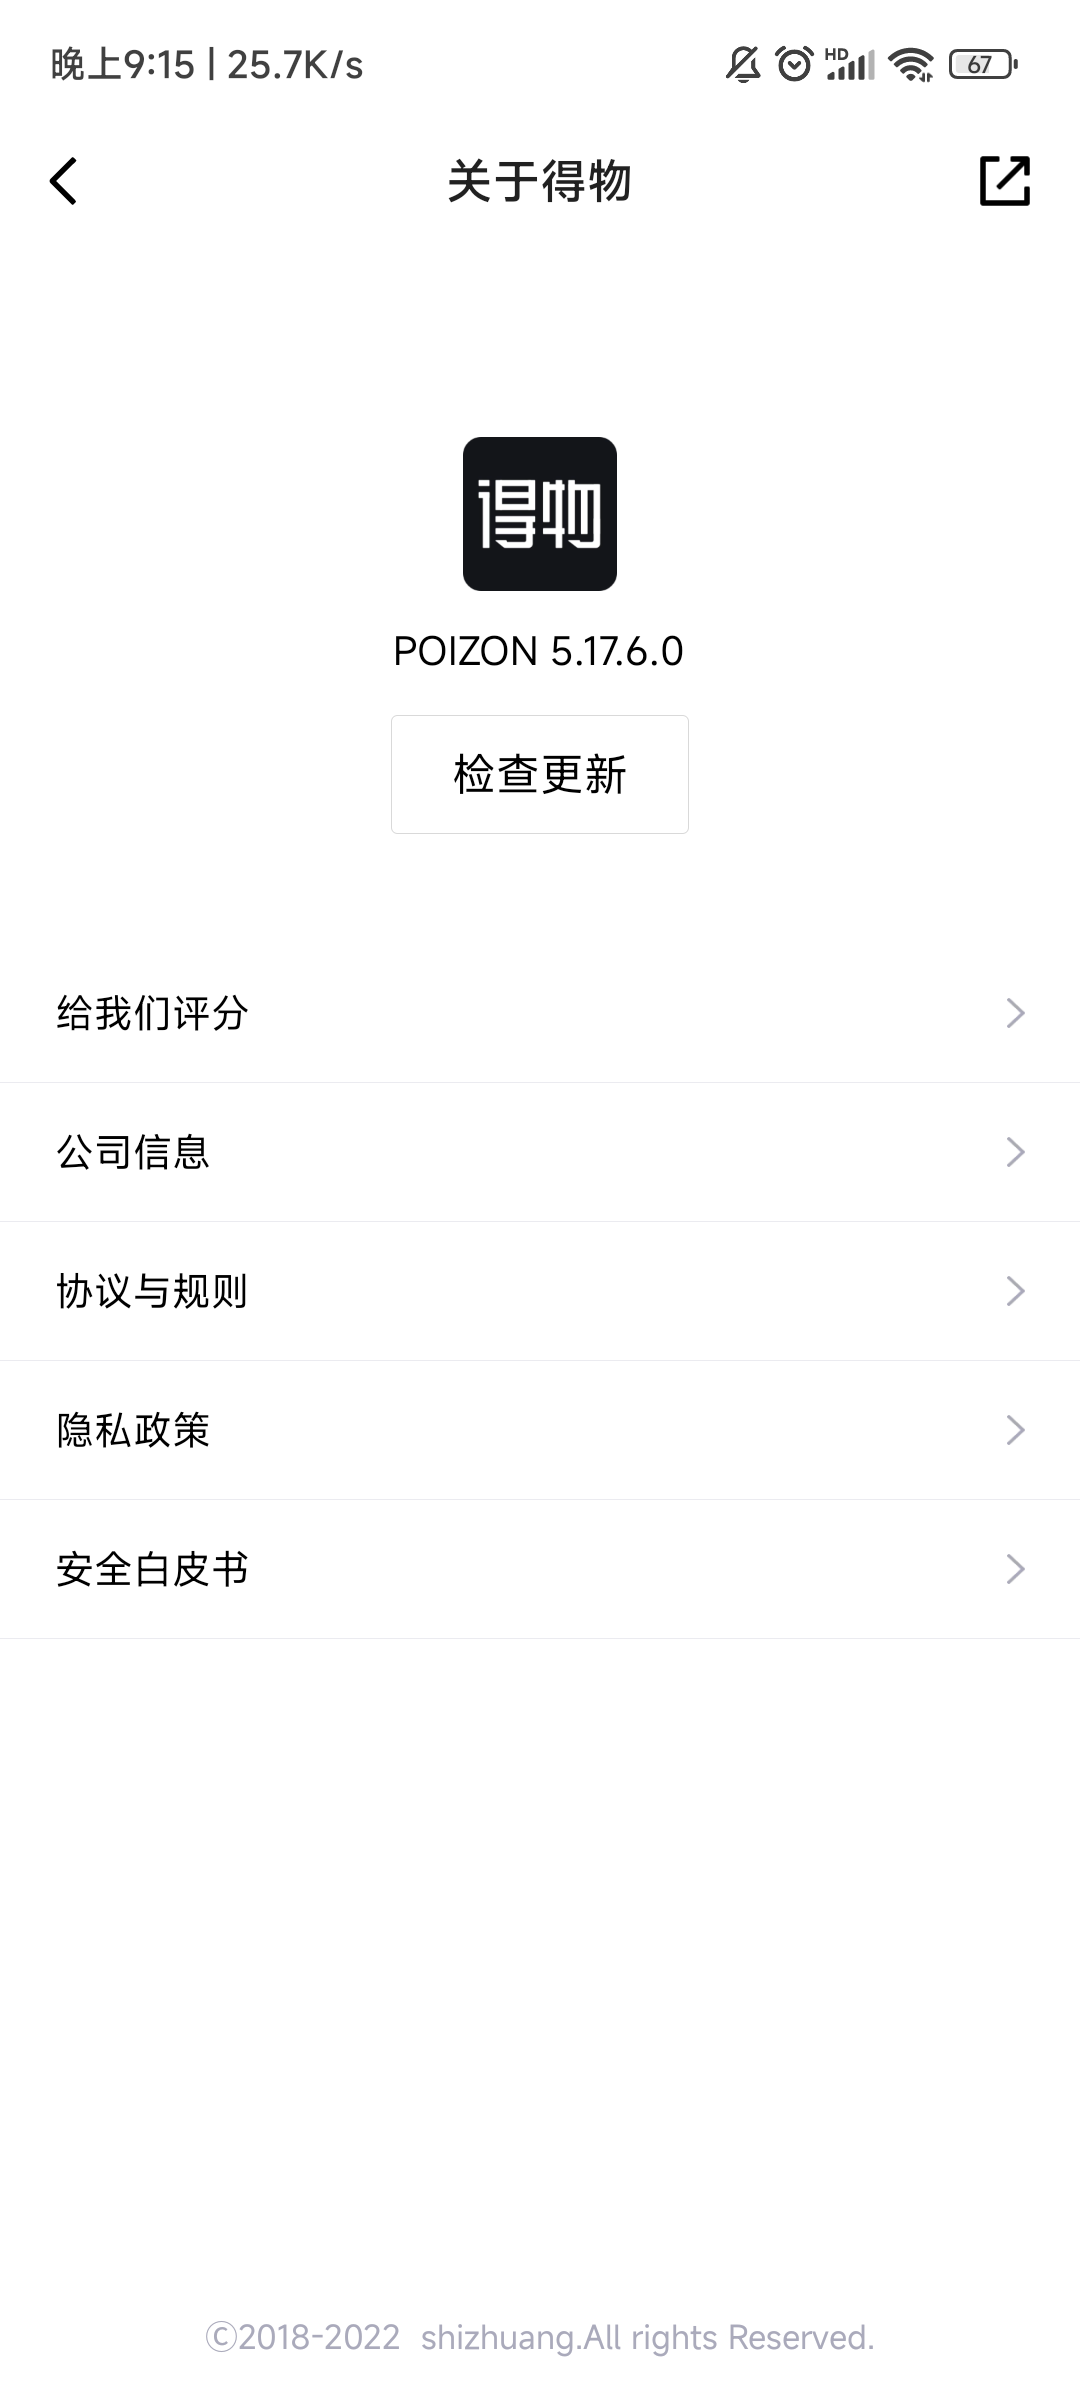 晚上9:15 | 25.7K/s HD 67
关于得物
得物
POIZON 5.17.6.0
检查更新
给我们评分
公司信息
协议与规则
隐私政策
安全白皮书
©2018-2022 shizhuang.All rights Reserved.